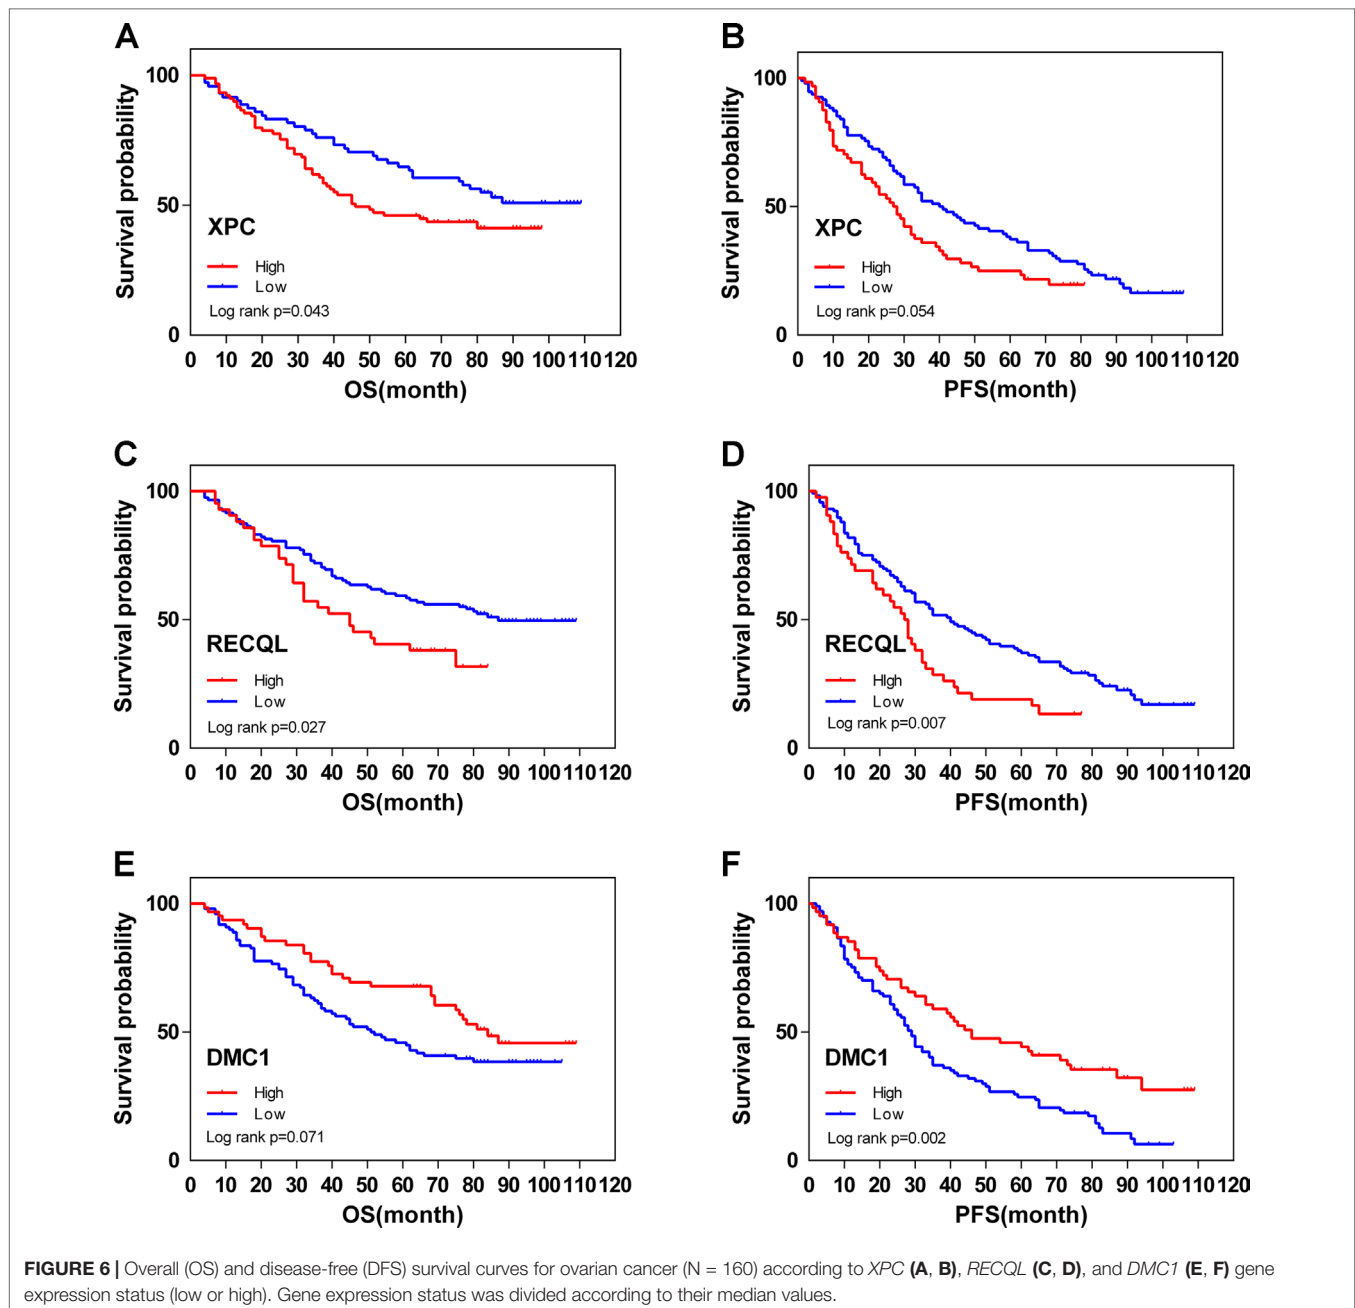 A
Survival probability
100
50
0
XPC
High
Low
Log rank p=0.043
0 10 20 30 40 50 60 70 80 90 100 110 120
OS(month)
B
Survival probability
100
50
0
XPC
High
Low
Log rank p=0.054
0 10 20 30 40 50 60 70 80 90 100 110 120
PFS(month)
C
Survival probability
100
50
0
RECQL
High
Low
Log rank p=0.027
0 10 20 30 40 50 60 70 80 90 100 110 120
OS(month)
D
Survival probability
100
50
0
RECQL
HIgh
Low
Log rank p=0.007
0 10 20 30 40 50 60 70 80 90 100 110 120
PFS(month)
E
Survival probability
100
50
0
DMC1
High
Low
Log rank p=0.071
0 10 20 30 40 50 60 70 80 90 100 110 120
OS(month)
F
Survival probability
100
50
0
DMC1
High
Low
Log rank p=0.002
0 10 20 30 40 50 60 70 80 90 100 110 120
PFS(month)
FIGURE 6 | Overall (OS) and disease-free (DFS) survival curves for ovarian cancer (N = 160) according to XPC (A, B), RECQL (C, D), and DMC1 (E, F) gene
expression status (low or high). Gene expression status was divided according to their median values.